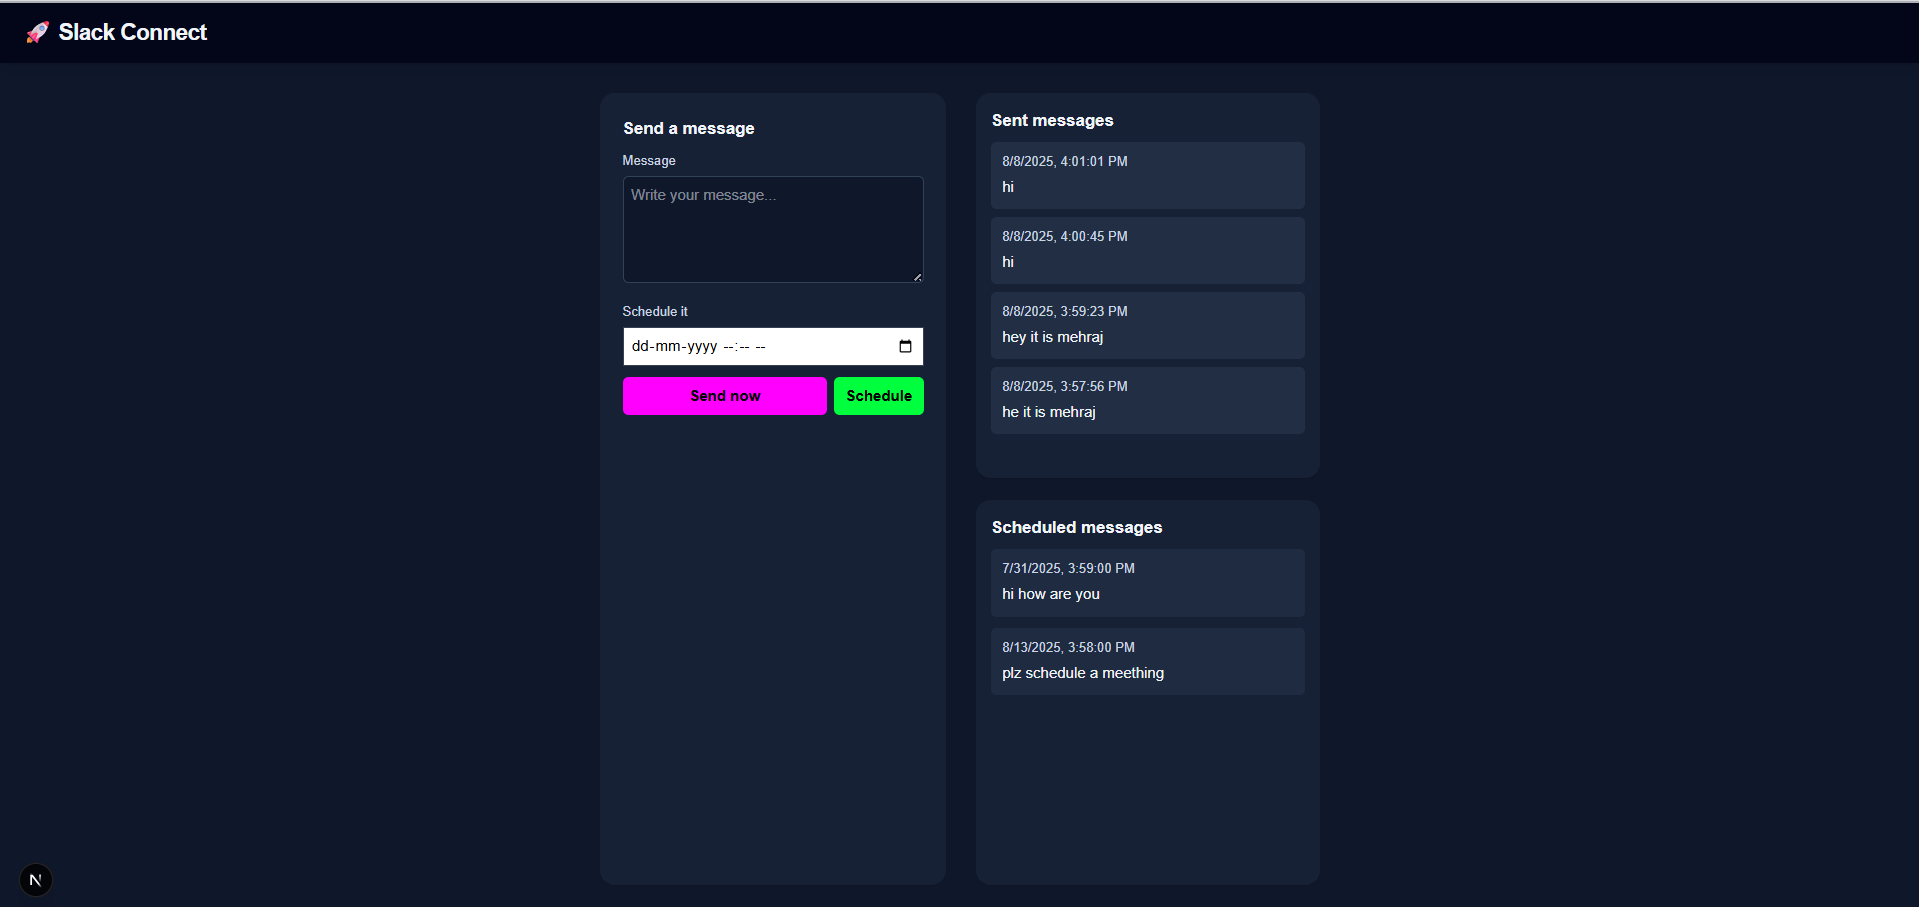 🚀 Slack Connect
Send a message
Message
Write your message...
Schedule it
dd-mm-yyyy --:-- --
Send now
Schedule
Sent messages
8/8/2025, 4:01:01 PM
hi
8/8/2025, 4:00:45 PM
hi
8/8/2025, 3:59:23 PM
hey it is mehraj
8/8/2025, 3:57:56 PM
he it is mehraj
Scheduled messages
7/31/2025, 3:59:00 PM
hi how are you
8/13/2025, 3:58:00 PM
plz schedule a meething
N